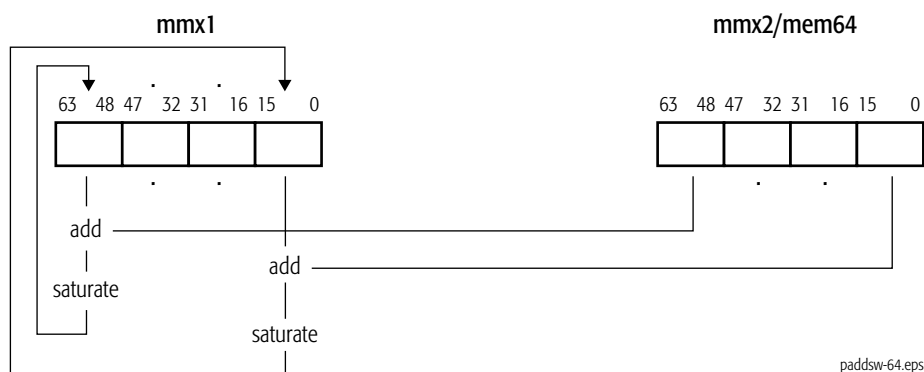 mmx1 mmx2/mem64
63 48 47 32 31 16 15 0 63 48 47 32 31 16 15 0
add
add
saturate
saturate
paddsw-64.eps